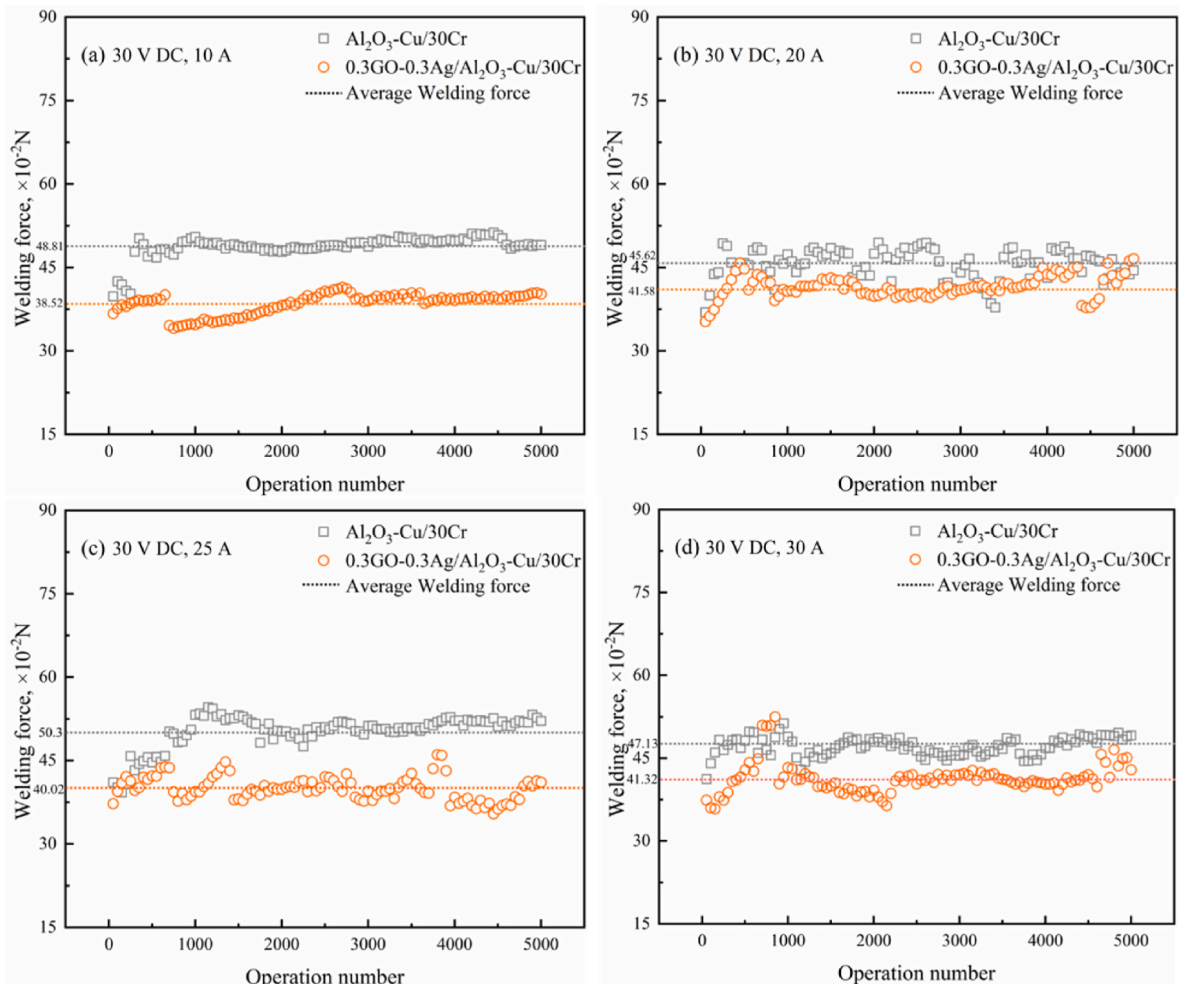 (a) 30 V DC, 10 A
Al₂O₃-Cu/30Cr
0.3GO-0.3Ag/Al₂O₃-Cu/30Cr
Average Welding force
Welding force, ×10⁻²N
90
75
60
48.81
45
38.52
30
15
0 1000 2000 3000 4000 5000
Operation number
(b) 30 V DC, 20 A
Al₂O₃-Cu/30Cr
0.3GO-0.3Ag/Al₂O₃-Cu/30Cr
Average Welding force
Welding force, ×10⁻²N
90
75
60
45.62
45
41.58
30
15
0 1000 2000 3000 4000 5000
Operation number
(c) 30 V DC, 25 A
Al₂O₃-Cu/30Cr
0.3GO-0.3Ag/Al₂O₃-Cu/30Cr
Average Welding force
Welding force, ×10⁻²N
90
75
60
50.3
45
40.02
30
15
0 1000 2000 3000 4000 5000
Operation number
(d) 30 V DC, 30 A
Al₂O₃-Cu/30Cr
0.3GO-0.3Ag/Al₂O₃-Cu/30Cr
Average Welding force
Welding force, ×10⁻²N
90
75
60
47.13
45
41.32
30
15
0 1000 2000 3000 4000 5000
Operation number